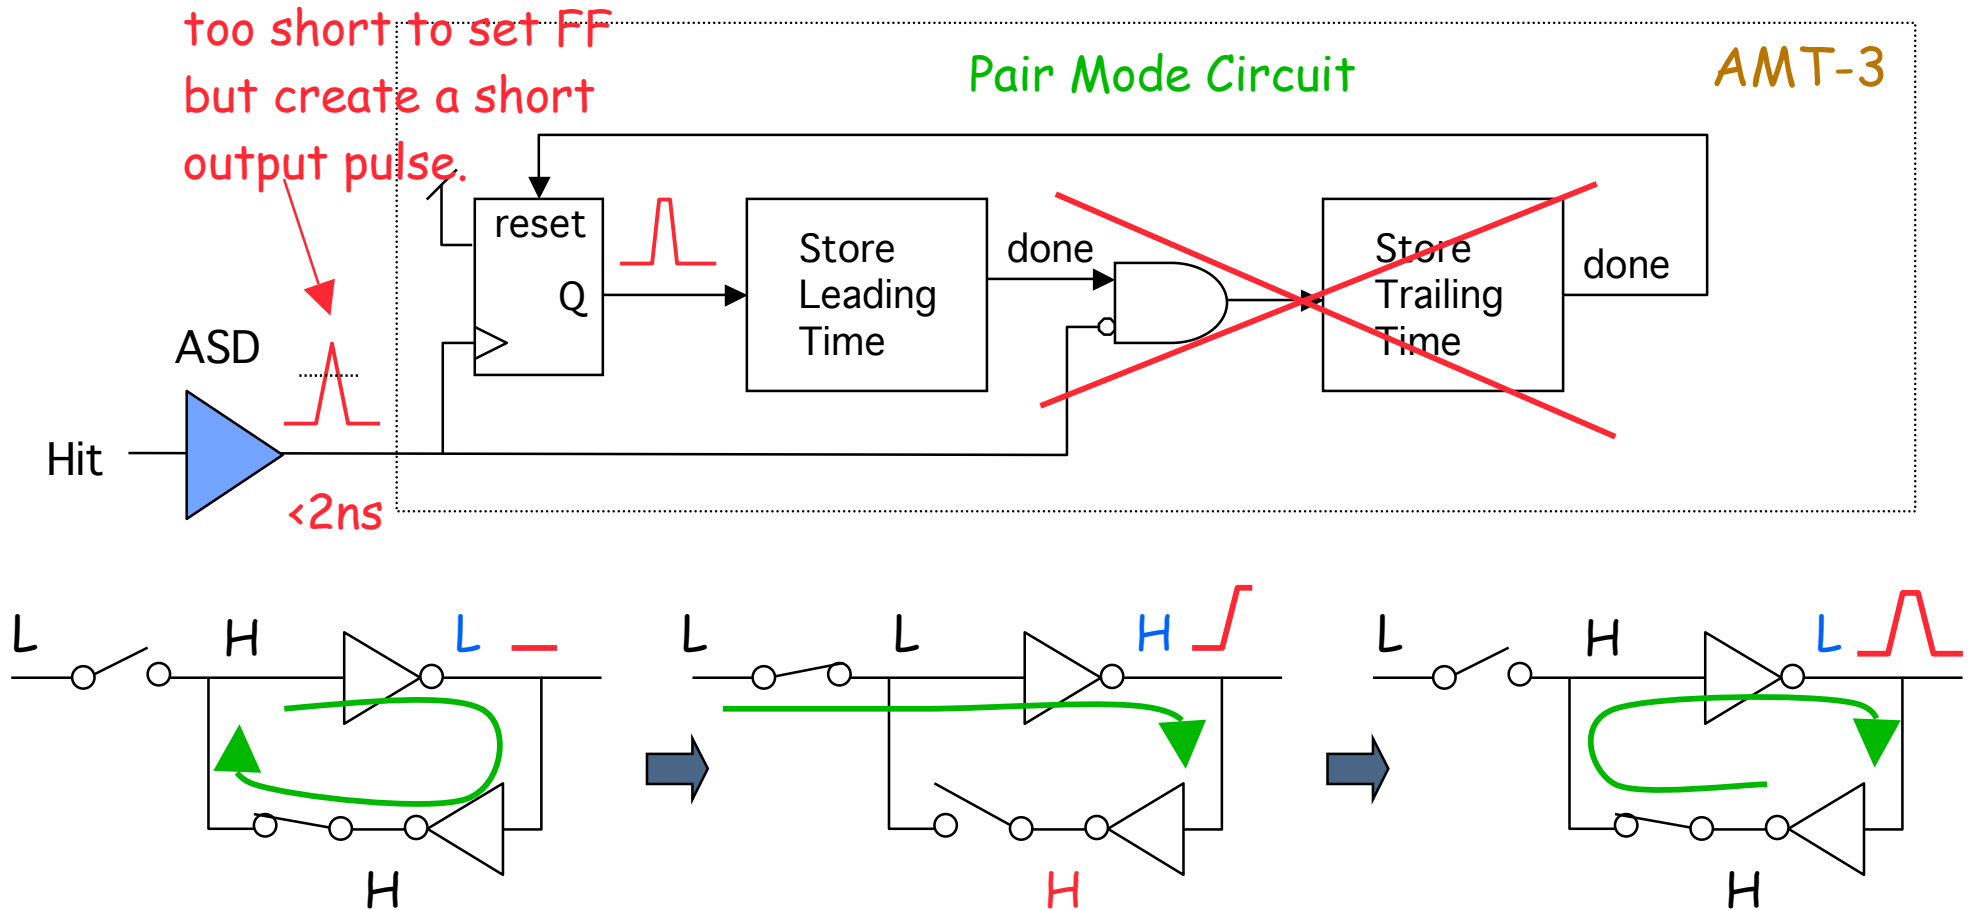 too short to set FF
but create a short
output pulse.
Pair Mode Circuit
AMT-3
reset
Q
Store
Leading
Time
done
Store
Trailing
Time
done
ASD
Hit
<2ns
L
H
L
H
L
L
H
H
L
H
L
H